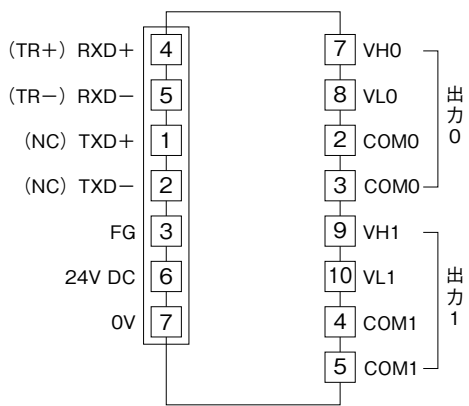 (TR+) RXD+ 4
(TR−) RXD− 5
(NC) TXD+ 1
(NC) TXD− 2
FG 3
24V DC 6
0V 7
7 VH0
8 VL0
2 COM0
3 COM0
出力0
9 VH1
10 VL1
4 COM1
5 COM1
出力1